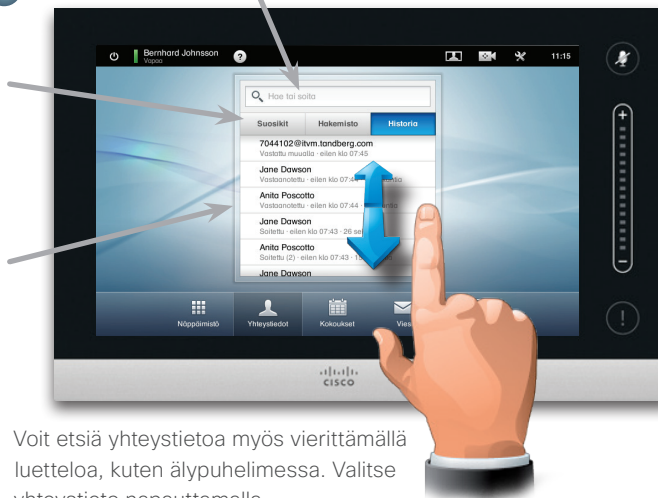 Bernhard Johnsson
Vapaa
?
11:15
Hae tai soita
Suosikit Hakemisto Historia
7044102@itvm.tandberg.com
Vastattu muualla · eilen klo 07:45
Jane Dawson
Vastaanotettu · eilen klo 07:44
Anita Poscotto
Vastaanotettu · eilen klo 07:44
Jane Dawson
Soitettu · eilen klo 07:43 · 26
Anita Poscotto
Soitettu (2) · eilen klo 07:43
Jane Dawson
Näppäimistö Yhteystiedot Kokoukset
CISCO
+
−
!
Voit etsiä yhteystietoa myös vierittämällä
luetteloa, kuten älypuhelimessa. Valitse
yhteystieto napauttamalla